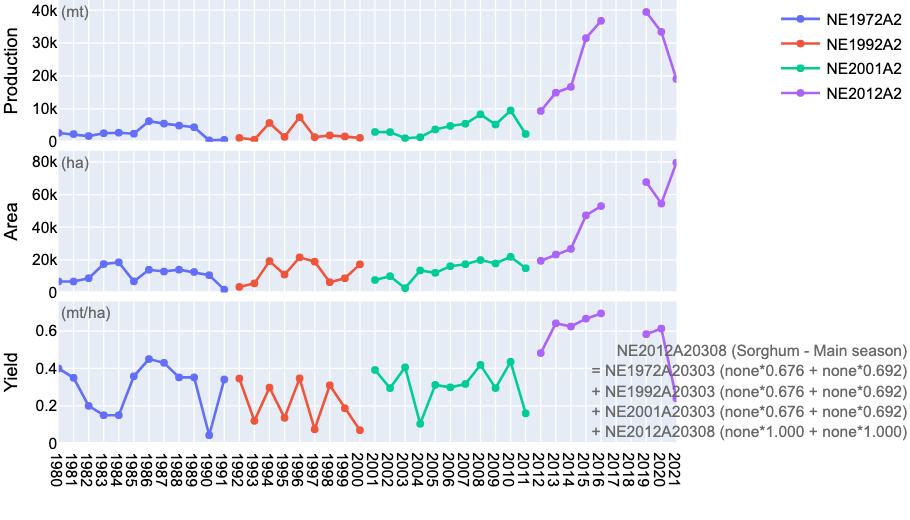 Production
(mt)
40k
30k
20k
10k
0
NE1972A2
NE1992A2
NE2001A2
NE2012A2
Area
(ha)
80k
60k
40k
20k
0
Yield
(mt/ha)
0.6
0.4
0.2
0
NE2012A20308 (Sorghum - Main season)
= NE1972A20303 (none*0.676 + none*0.692)
+ NE1992A20303 (none*0.676 + none*0.692)
+ NE2001A20303 (none*0.676 + none*0.692)
+ NE2012A20308 (none*1.000 + none*1.000)
1980
1981
1982
1983
1984
1985
1986
1987
1988
1989
1990
1991
1992
1993
1994
1995
1996
1997
1998
1999
2000
2001
2002
2003
2004
2005
2006
2007
2008
2009
2010
2011
2012
2013
2014
2015
2016
2017
2018
2019
2020
2021